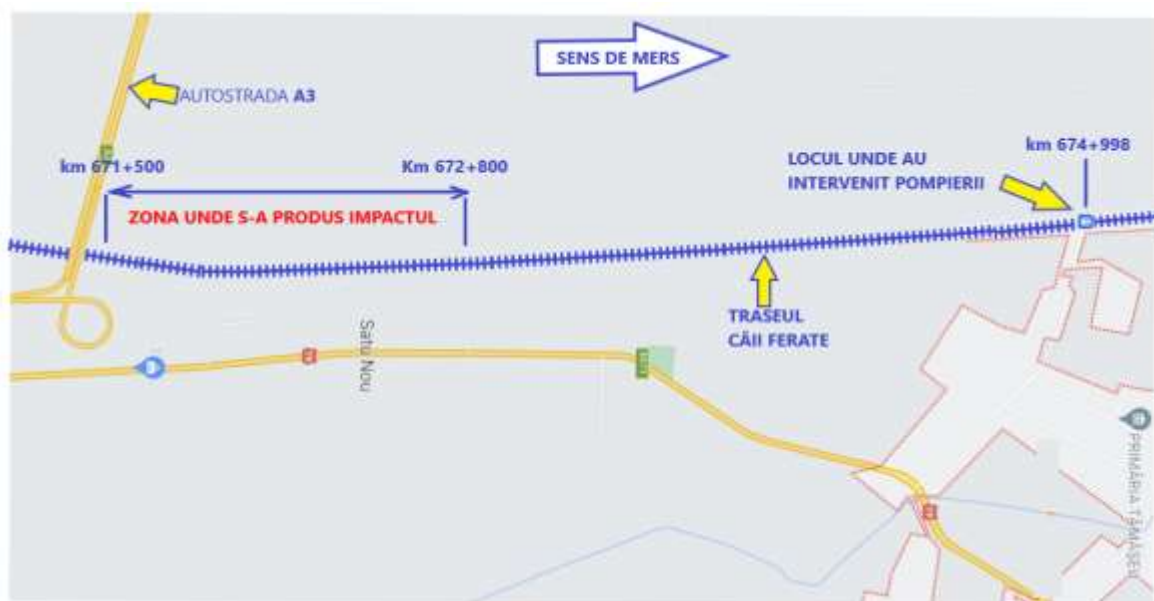 SENS DE MERS
AUTOSTRADA A3
km 671+500
Km 672+800
LOCUL UNDE AU
INTERVENIT POMPIERII
km 674+998
ZONA UNDE S-A PRODUS IMPACTUL
TRASEUL
CĂII FERATE
Satu Nou
PRIMĂRIA TĂMĂȘEU